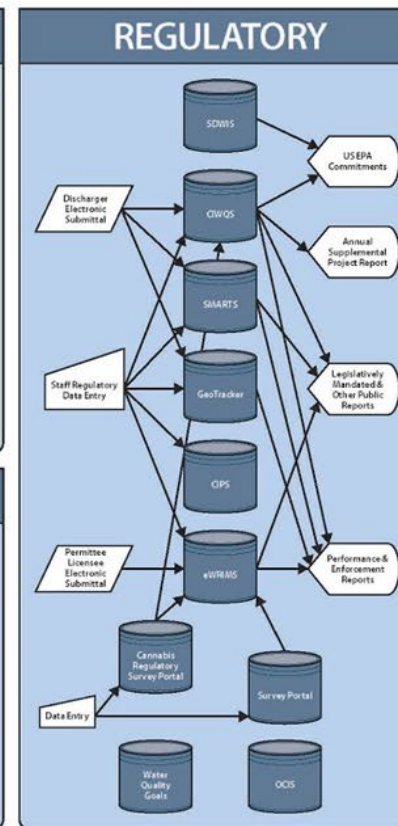 REGULATORY
SDWIS
US EPA
Commitments
Discharger
Electronic
Submittal
CIWQS
Annual
Supplemental
Project Report
SMARTS
Staff Regulatory
Data Entry
GeoTracker
Legislatively
Mandated &
Other Public
Reports
CIPS
Permittee
Licensee
Electronic
Submittal
eWRIMS
Performance &
Enforcement
Reports
Cannabis
Regulatory
Survey Portal
Survey Portal
Data Entry
Water
Quality
Goals
OCIS